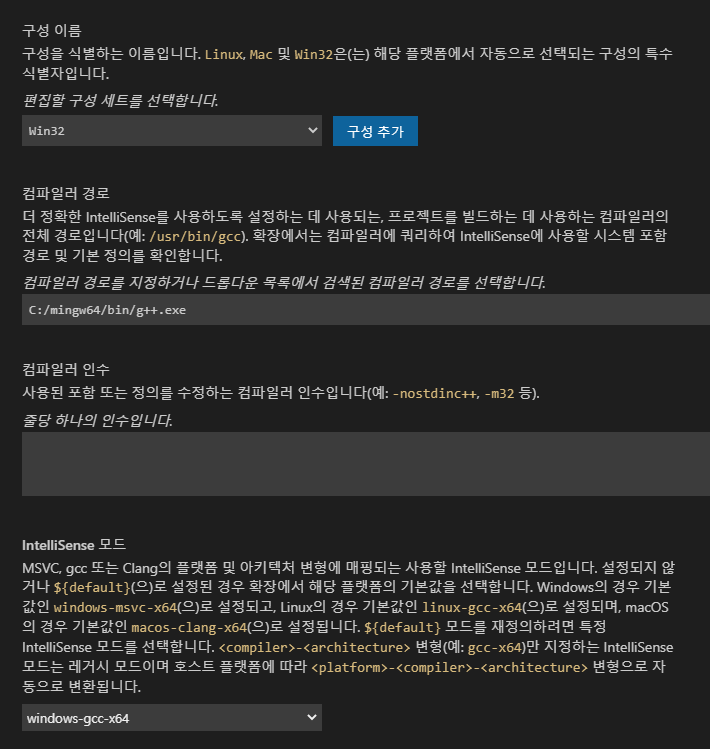 구성 이름
구성을 식별하는 이름입니다. Linux, Mac 및 Win32은(는) 해당 플랫폼에서 자동으로 선택되는 구성의 특수
식별자입니다.
편집할 구성 세트를 선택합니다.
Win32
구성 추가
컴파일러 경로
더 정확한 IntelliSense를 사용하도록 설정하는 데 사용되는, 프로젝트를 빌드하는 데 사용하는 컴파일러의
전체 경로입니다(예: /usr/bin/gcc). 확장에서는 컴파일러에 쿼리하여 IntelliSense에 사용할 시스템 포함
경로 및 기본 정의를 확인합니다.
컴파일러 경로를 지정하거나 드롭다운 목록에서 검색된 컴파일러 경로를 선택합니다.
C:/mingw64/bin/g++.exe
컴파일러 인수
사용된 포함 또는 정의를 수정하는 컴파일러 인수입니다(예: -nostdinc++, -m32 등).
줄당 하나의 인수입니다.
IntelliSense 모드
MSVC, gcc 또는 Clang의 플랫폼 및 아키텍처 변형에 매핑되는 사용할 IntelliSense 모드입니다. 설정되지 않
거나 ${default}(으)로 설정된 경우 확장에서 해당 플랫폼의 기본값을 선택합니다. Windows의 경우 기본
값인 windows-msvc-x64(으)로 설정되고, Linux의 경우 기본값인 linux-gcc-x64(으)로 설정되며, macOS
의 경우 기본값인 macos-clang-x64(으)로 설정됩니다. ${default} 모드를 재정의하려면 특정
IntelliSense 모드를 선택합니다. <compiler>-<architecture> 변형(예: gcc-x64)만 지정하는 IntelliSense
모드는 레거시 모드이며 호스트 플랫폼에 따라 <platform>-<compiler>-<architecture> 변형으로 자
동으로 변환됩니다.
windows-gcc-x64